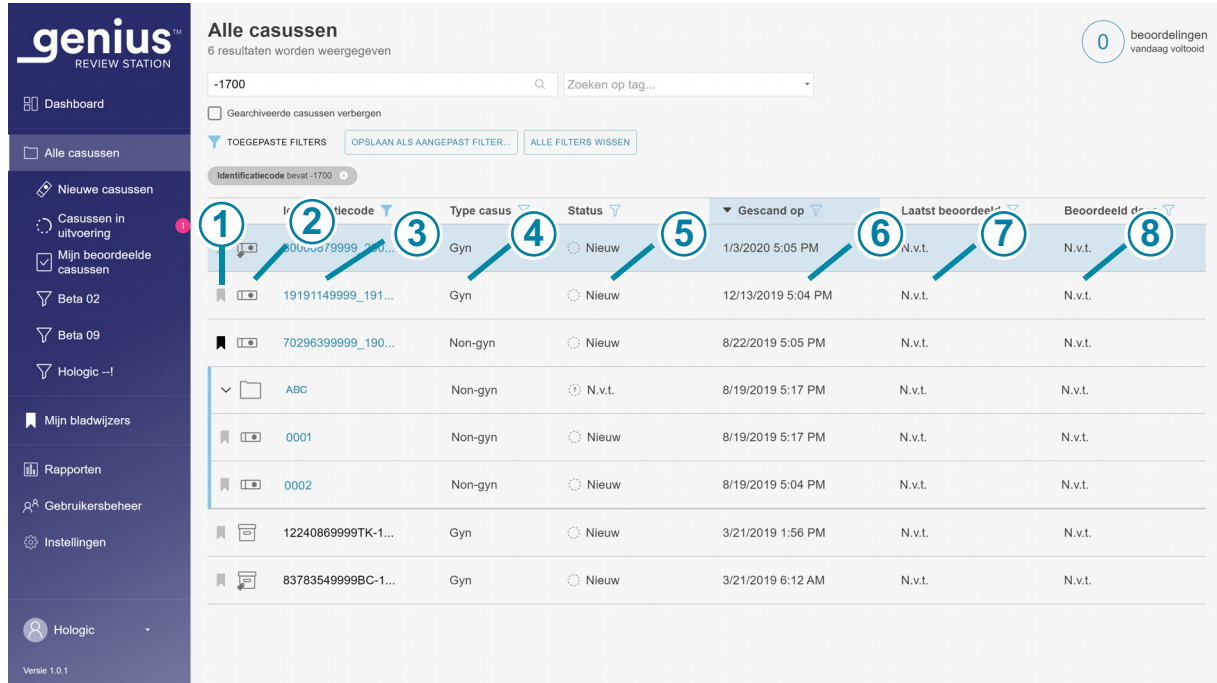 genius™
REVIEW STATION
Dashboard
Alle casussen
Nieuwe casussen
Casussen in
uitvoering
1
Mijn beoordeelde
casussen
Beta 02
Beta 09
Hologic --!
Mijn bladwijzers
Rapporten
Gebruikersbeheer
Instellingen
Hologic
Versie 1.0.1
Alle casussen
6 resultaten worden weergegeven
0 beoordelingen
vandaag voltooid
-1700 Zoeken op tag...
Gearchiveerde casussen verbergen
TOEGEPASTE FILTERS OPSLAAN ALS AANGEPAST FILTER... ALLE FILTERS WISSEN
Identificatiecode bevat -1700
Type casus Status Gescand op Laatst beoordeeld Beoordeeld
1 2 3 4 5 6 7 8
Gyn Nieuw 1/3/2020 5:05 PM N.v.t. N.v.t.
19191149999_191... Gyn Nieuw 12/13/2019 5:04 PM N.v.t. N.v.t.
70296399999_190... Non-gyn Nieuw 8/22/2019 5:05 PM N.v.t. N.v.t.
ABC Non-gyn N.v.t. 8/19/2019 5:17 PM N.v.t. N.v.t.
0001 Non-gyn Nieuw 8/19/2019 5:17 PM N.v.t. N.v.t.
0002 Non-gyn Nieuw 8/19/2019 5:04 PM N.v.t. N.v.t.
12240869999TK-1... Gyn Nieuw 3/21/2019 1:56 PM N.v.t. N.v.t.
83783549999BC-1... Gyn Nieuw 3/21/2019 6:12 AM N.v.t. N.v.t.